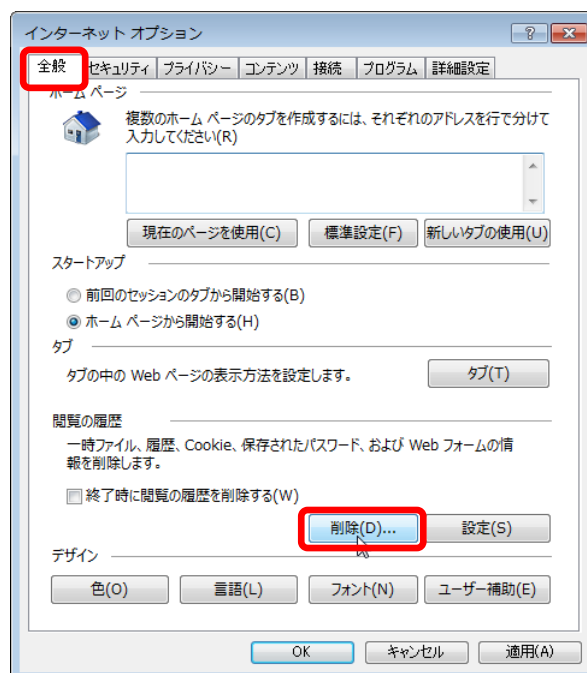 インターネット オプション
全般 セキュリティ プライバシー コンテンツ 接続 プログラム 詳細設定
ホーム ページ
複数のホーム ページのタブを作成するには、それぞれのアドレスを行で分けて
入力してください(R)
現在のページを使用(C) 標準設定(F) 新しいタブの使用(U)
スタートアップ
前回のセッションのタブから開始する(B)
ホーム ページから開始する(H)
タブ
タブの中の Web ページの表示方法を設定します。 タブ(T)
閲覧の履歴
一時ファイル、履歴、Cookie、保存されたパスワード、および Web フォームの情
報を削除します。
終了時に閲覧の履歴を削除する(W)
削除(D)... 設定(S)
デザイン
色(O) 言語(L) フォント(N) ユーザー補助(E)
OK キャンセル 適用(A)